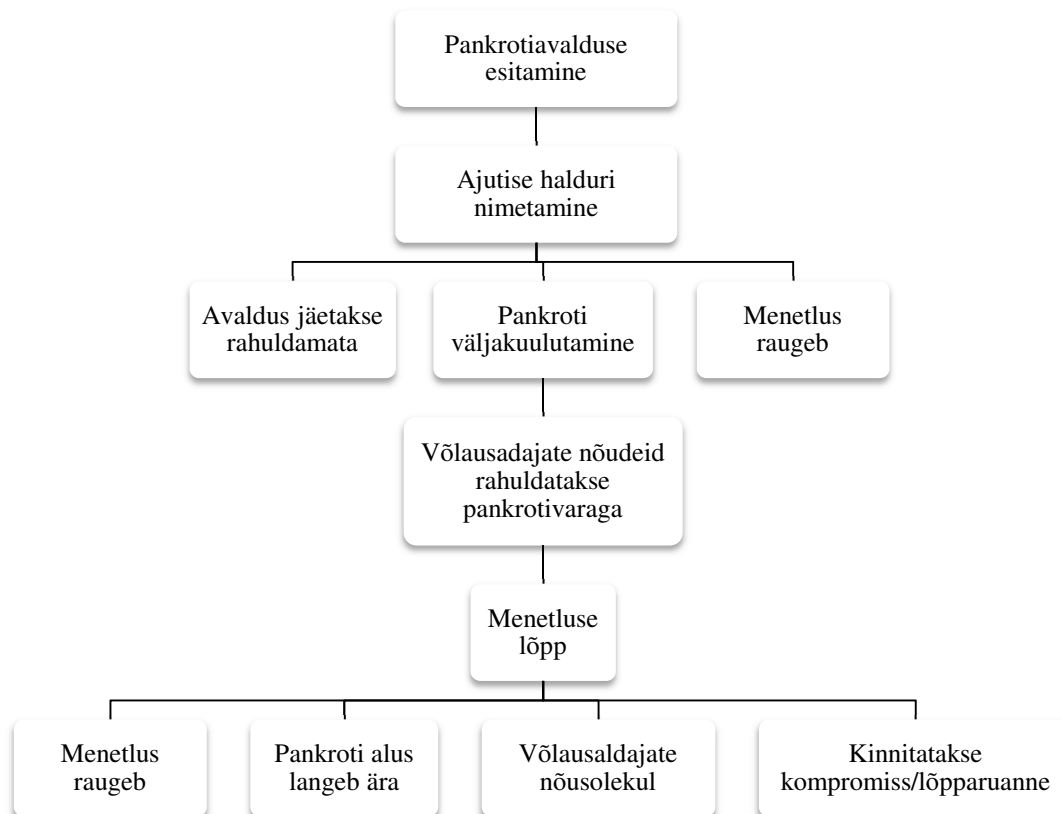 Pankrotiavalduse
esitamine
Ajutise halduri
nimetamine
Avaldus jäetakse
rahuldamata
Pankroti
väljakuulutamine
Menetlus
raugeb
Võlausadajate nõudeid
rahuldatakse
pankrotivaraga
Menetluse
lõpp
Menetlus
raugeb
Pankroti alus
langeb ära
Võlausaldajate
nõusolekul
Kinnitatakse
kompromiss/lõpparuanne